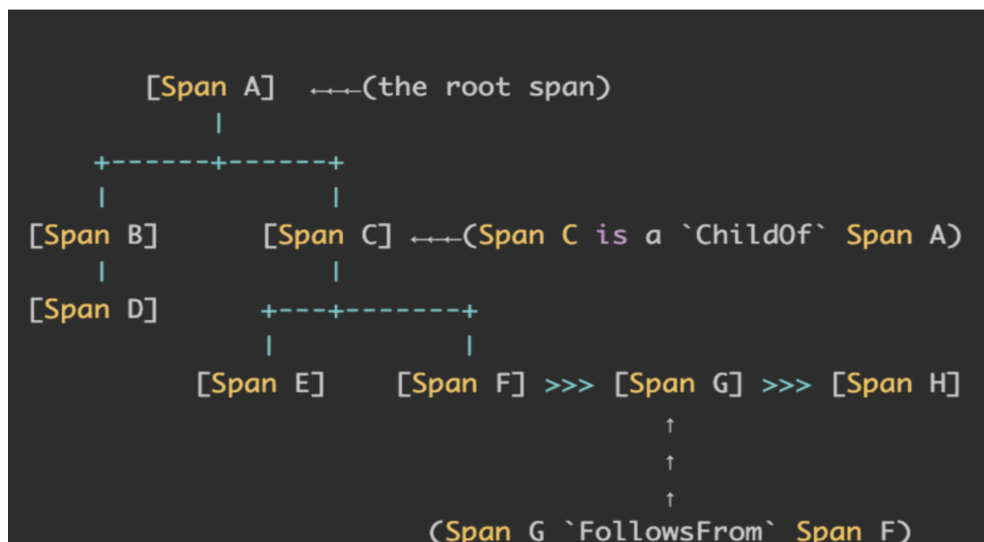 [Span A] ←←←(the root span)
|
+------+------+
| |
[Span B] [Span C] ←←←(Span C is a `ChildOf` Span A)
| |
[Span D] +---+-------+
| |
[Span E] [Span F] >>> [Span G] >>> [Span H]
↑
↑
↑
(Span G `FollowsFrom` Span F)